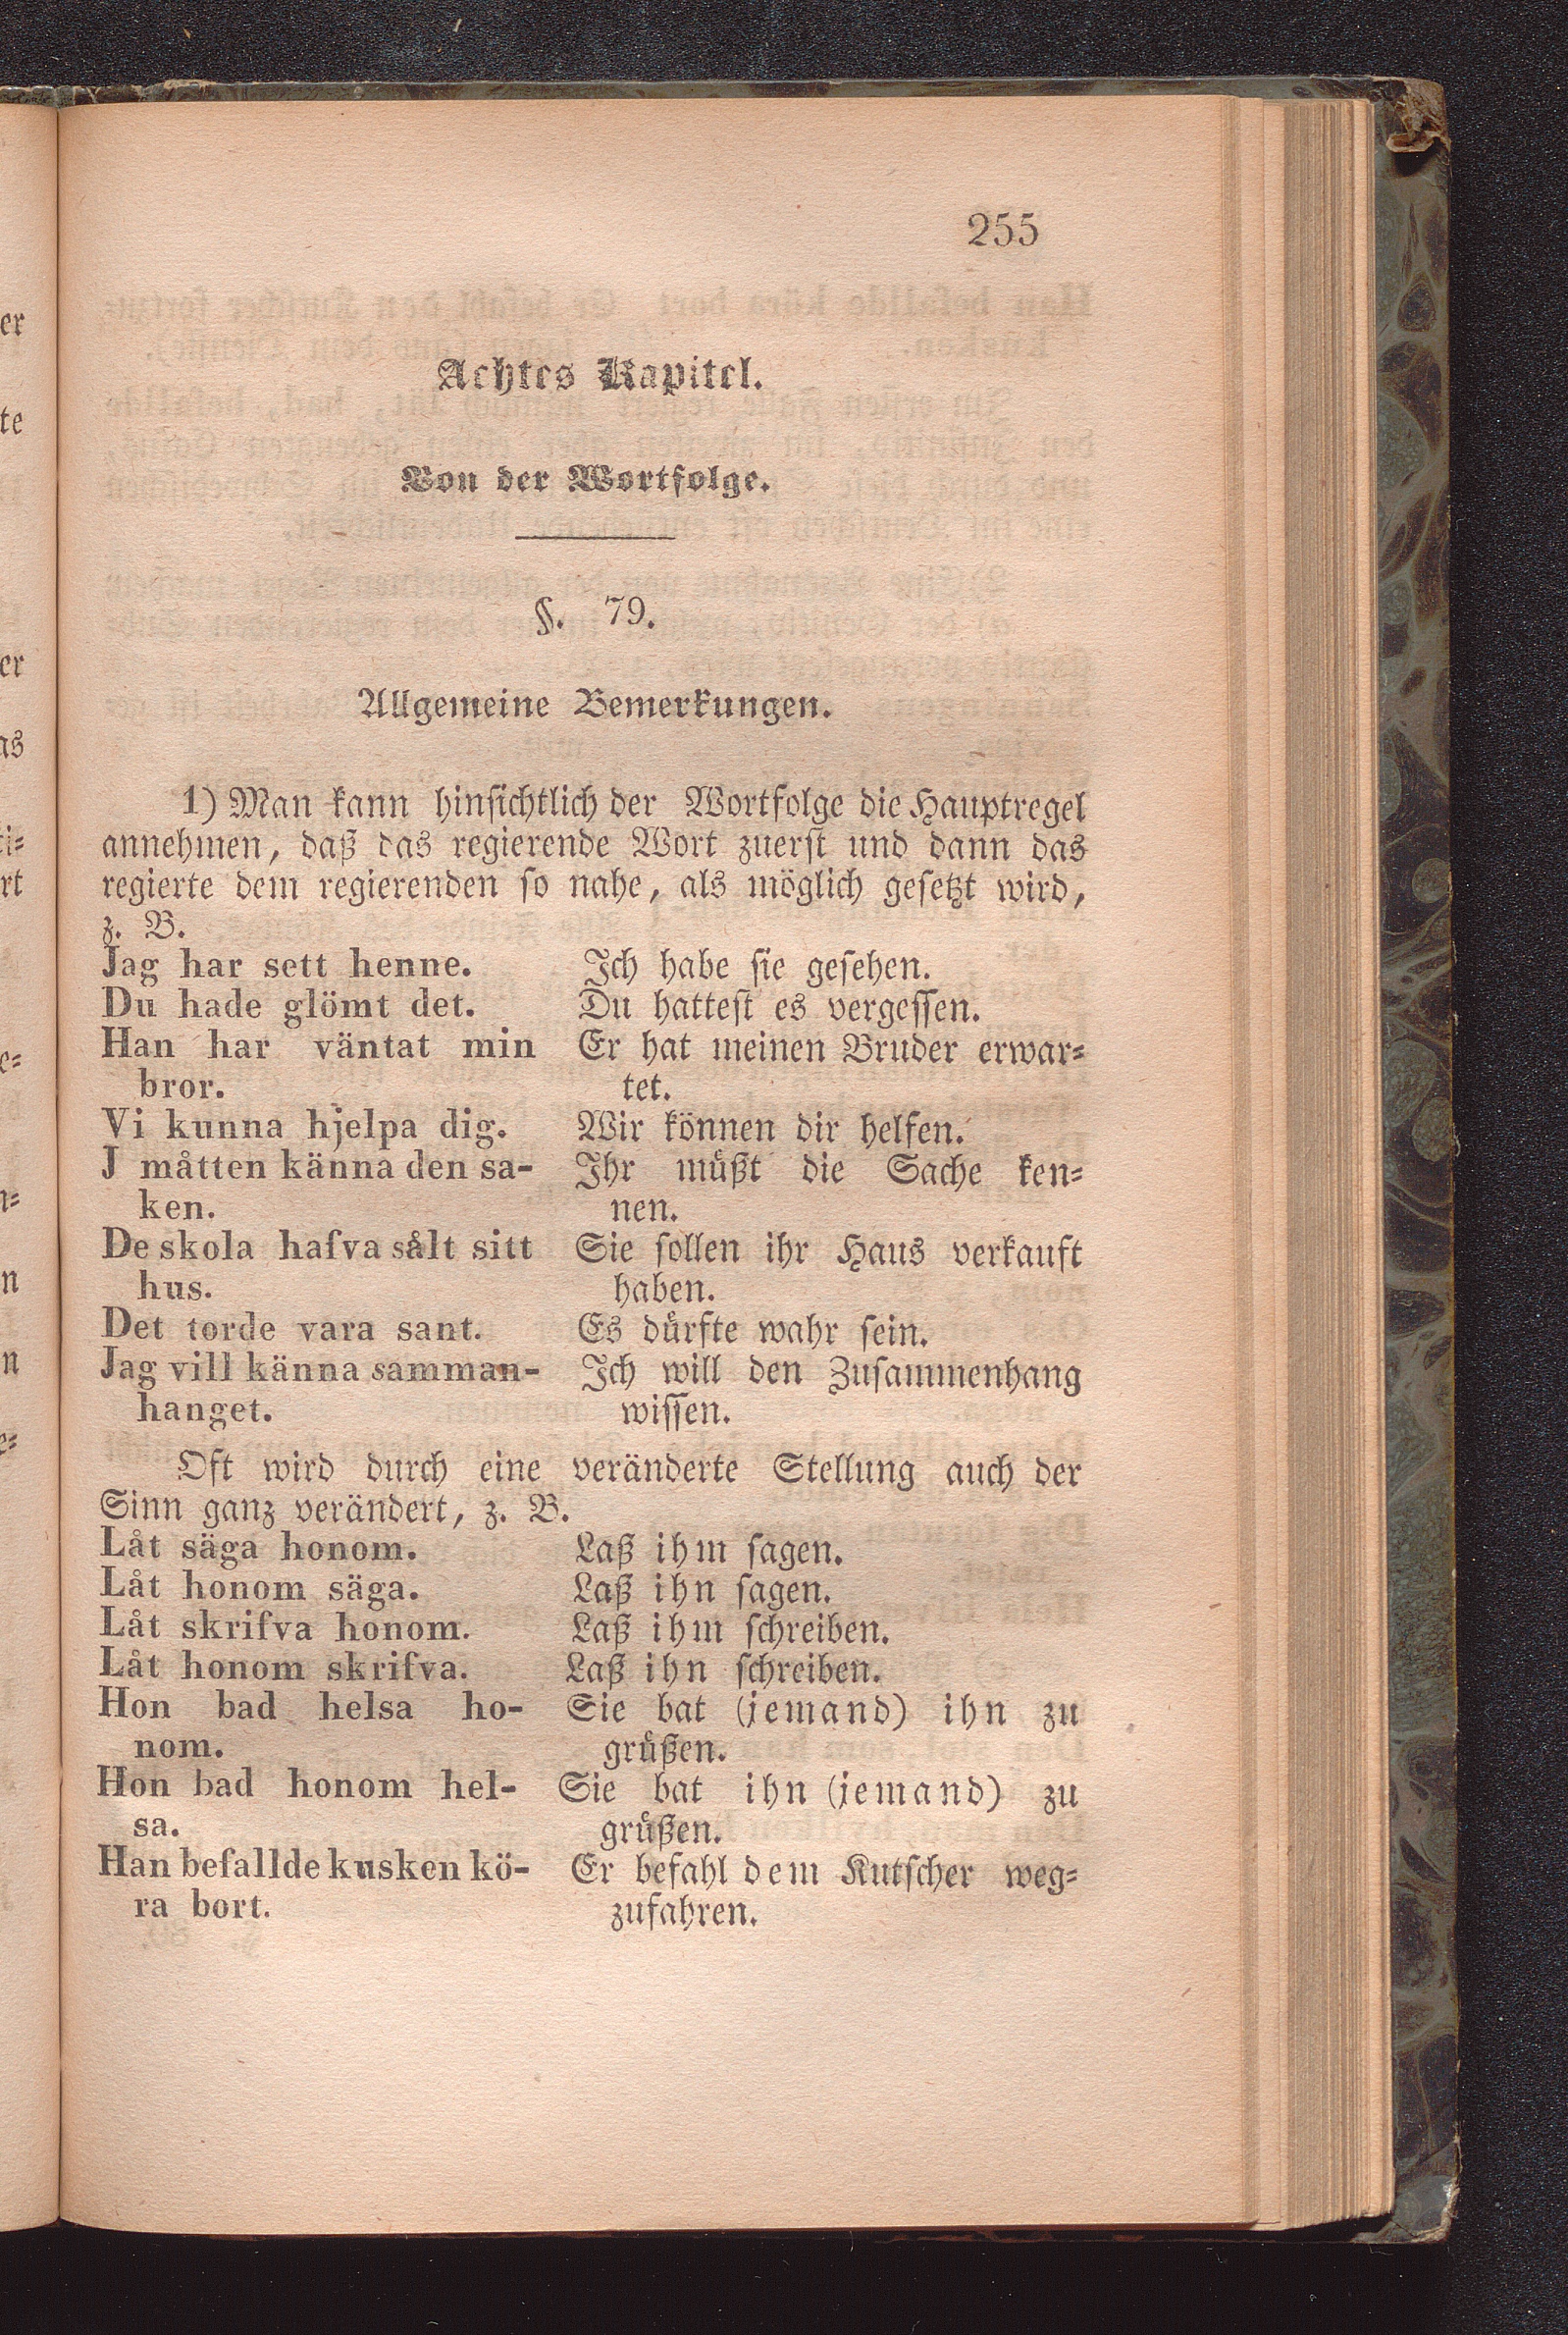 255
Achtes Kapitel.
Von der Wortfolge.
§. 79.
Allgemeine Bemerkungen.
1) Man kann hinsichtlich der Wortfolge die Hauptregel
annehmen, daß das regierende Wort zuerst und dann das
regierte dem regierenden so nahe, als möglich gesetzt wird,
z. B.
Jag har sett henne. Ich habe sie gesehen.
Du hade glömt det. Du hattest es vergessen.
Han har väntat min Er hat meinen Bruder erwar=
bror. tet.
Vi kunna hjelpa dig. Wir können dir helfen.
J måtten känna den sa- Ihr müßt die Sache ken=
ken. nen.
De skola hafva sålt sitt Sie sollen ihr Haus verkauft
hus. haben.
Det torde vara sant. Es dürfte wahr sein.
Jag vill känna samman- Ich will den Zusammenhang
hanget. wissen.
Oft wird durch eine veränderte Stellung auch der
Sinn ganz verändert, z. B.
Låt säga honom. Laß ihm sagen.
Låt honom säga. Laß ihn sagen.
Låt skrifva honom. Laß ihm schreiben.
Låt honom skrifva. Laß ihn schreiben.
Hon bad helsa ho- Sie bat (jemand) ihn zu
nom. grüßen.
Hon bad honom hel- Sie bat ihn (jemand) zu
sa. grüßen.
Han befallde kusken kö- Er befahl dem Kutscher weg=
ra bort. zufahren.